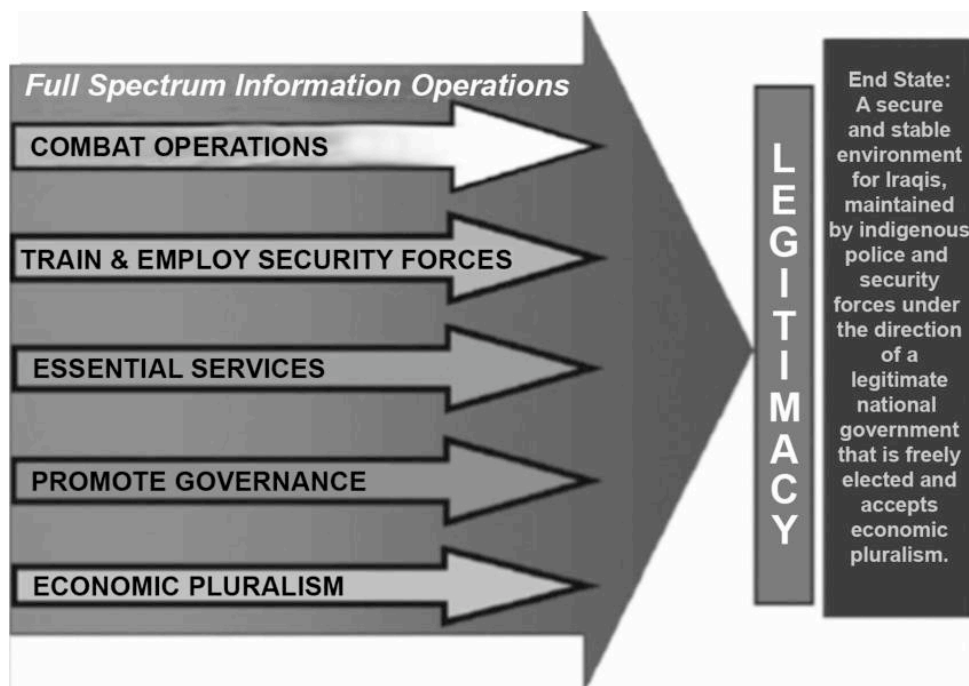 Full Spectrum Information Operations
COMBAT OPERATIONS
TRAIN & EMPLOY SECURITY FORCES
ESSENTIAL SERVICES
PROMOTE GOVERNANCE
ECONOMIC PLURALISM
LEGITIMACY
End State:
A secure
and stable
environment
for Iraqis,
maintained
by indigenous
police and
security
forces under
the direction
of a
legitimate
national
government
that is freely
elected and
accepts
economic
pluralism.